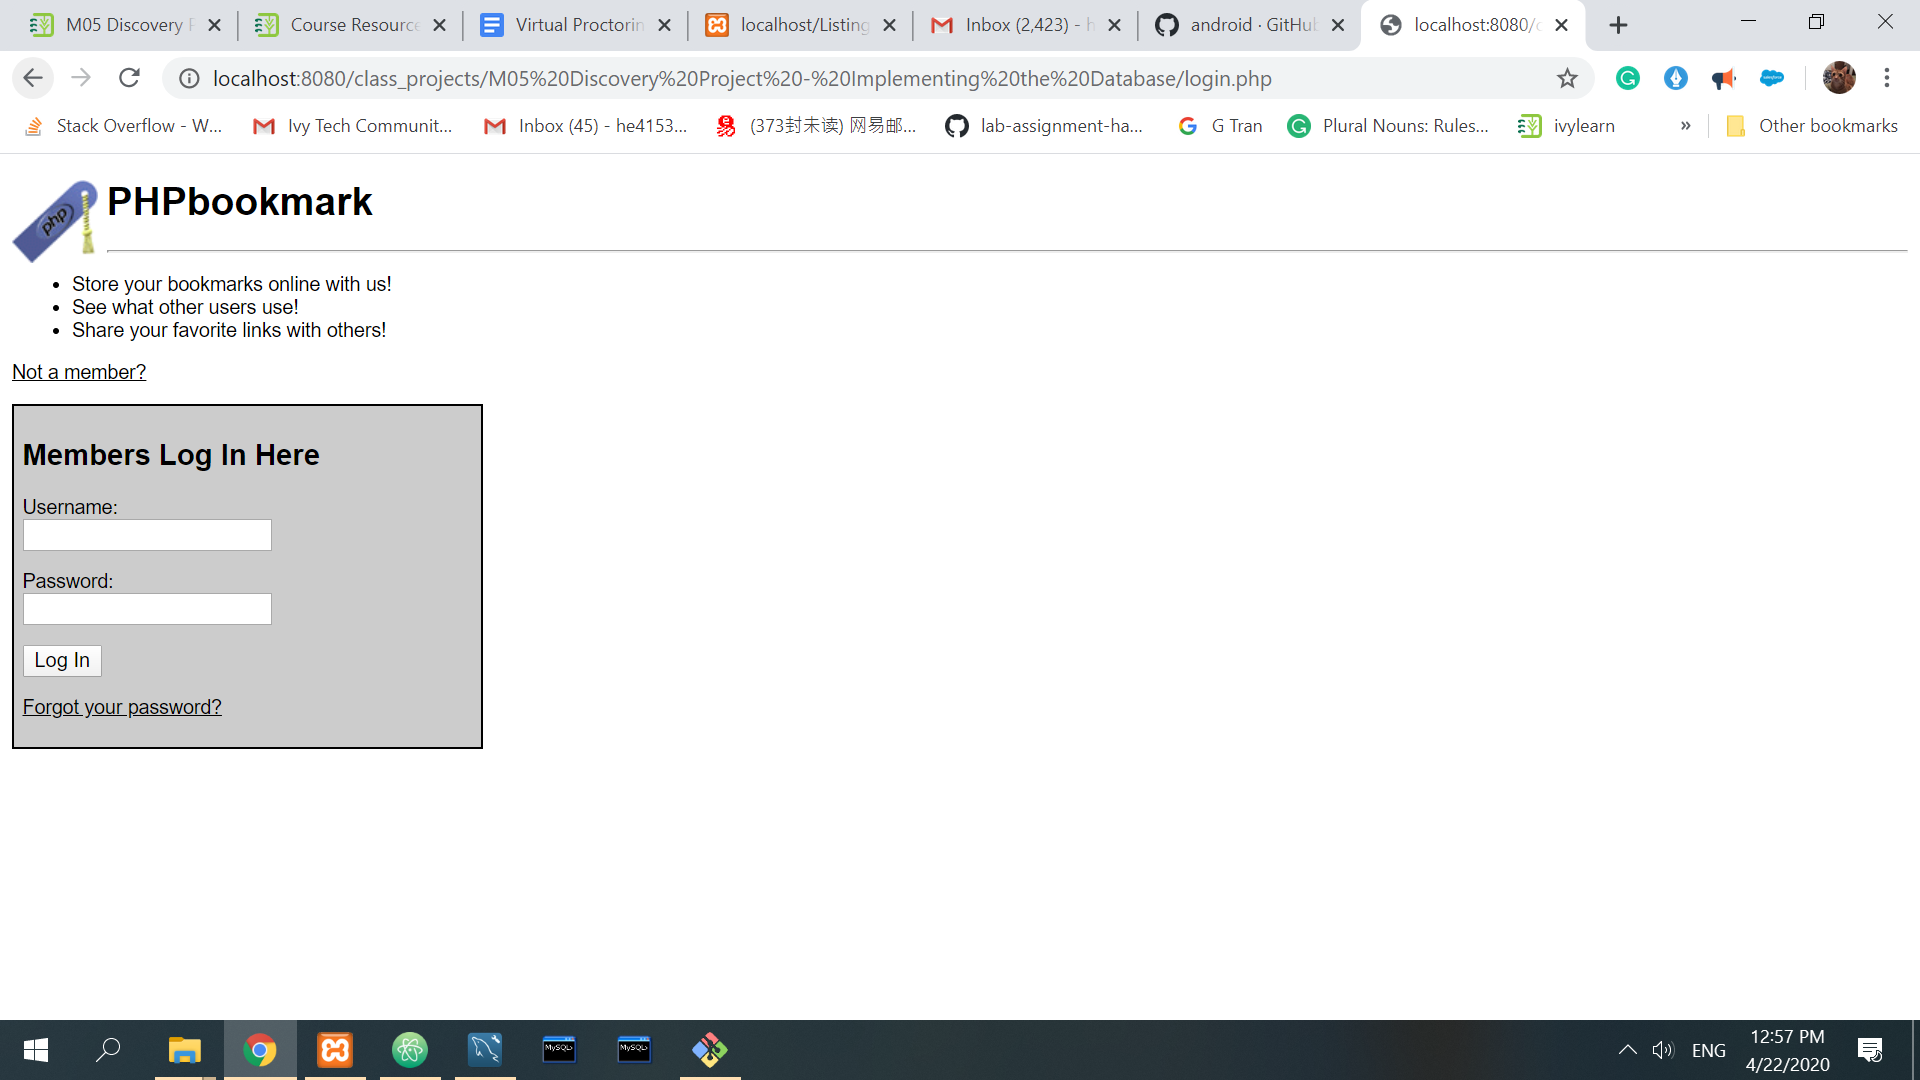 M05 Discovery P
Course Resource
Virtual Proctorin
localhost/Listing
Inbox (2,423) - h
android · GitHub
localhost:8080/c
localhost:8080/class_projects/M05%20Discovery%20Project%20-%20Implementing%20the%20Database/login.php
Stack Overflow - W...
Ivy Tech Communit...
Inbox (45) - he4153...
(373封未读) 网易邮...
lab-assignment-ha...
G Tran
Plural Nouns: Rules...
ivylearn
»
Other bookmarks
php
PHPbookmark
• Store your bookmarks online with us!
• See what other users use!
• Share your favorite links with others!
Not a member?
Members Log In Here
Username:
Password:
Log In
Forgot your password?
MySQL>
MySQL>
ENG
12:57 PM
4/22/2020